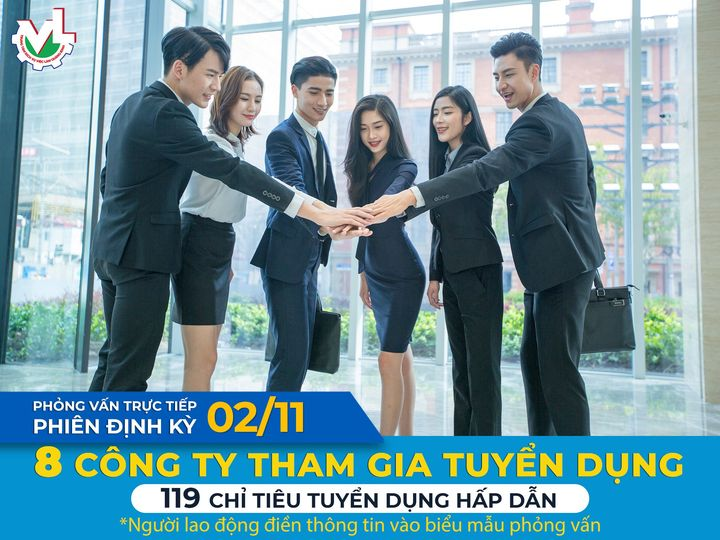 PHỎNG VẤN TRỰC TIẾP
PHIÊN ĐỊNH KỲ 02/11
8 CÔNG TY THAM GIA TUYỂN DỤNG
119 CHỈ TIÊU TUYỂN DỤNG HẤP DẪN
*Người lao động điền thông tin vào biểu mẫu phỏng vấn